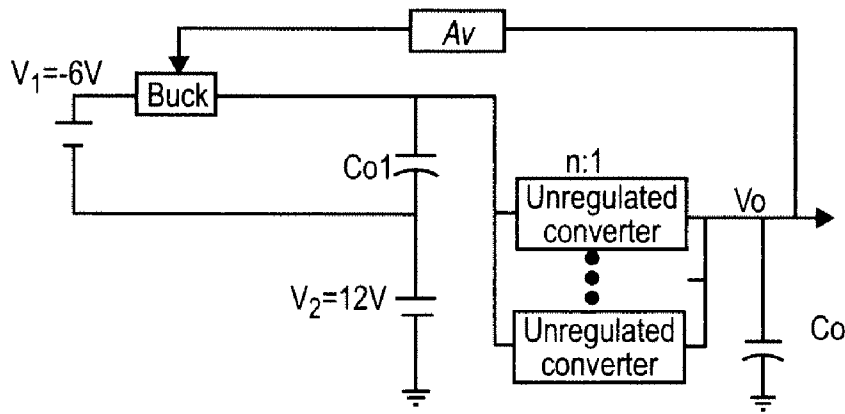 Av
V₁=-6V
Buck
Co1
n:1
Unregulated
converter
Vo
V₂=12V
Unregulated
converter
Co